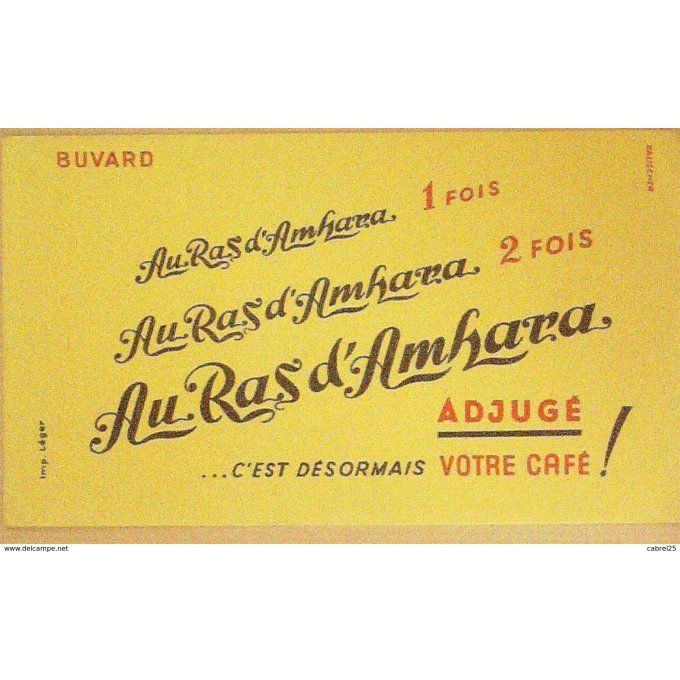 BUVARD
Au Ras d'Amhara 1 FOIS
Au Ras d'Amhara 2 FOIS
Au Ras d'Amhara
ADJUGÉ
...C'EST DÉSORMAIS VOTRE CAFÉ !
Imp. Léger
www.delcampe.net
cabrel25